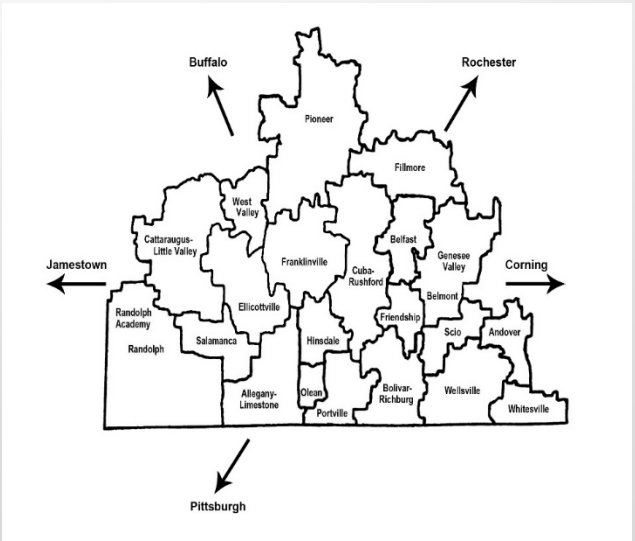 Buffalo
Rochester
Pioneer
Fillmore
West
Valley
Cattaraugus-
Little Valley
Belfast
Franklinville
Genesee
Valley
Jamestown
Cuba-
Rushford
Corning
Belmont
Ellicottville
Randolph
Academy
Friendship
Randolph
Salamanca
Hinsdale
Scio
Andover
Allegany-
Limestone
Olean
Bolivar-
Richburg
Wellsville
Portville
Whitesville
Pittsburgh